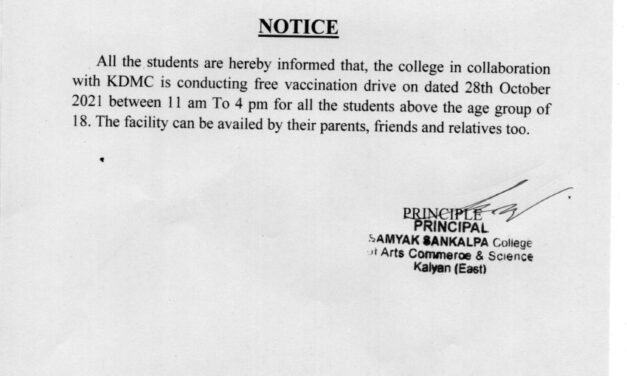 NOTICE
All the students are hereby informed that, the college in collaboration
with KDMC is conducting free vaccination drive on dated 28th October
2021 between 11 am To 4 pm for all the students above the age group of
18. The facility can be availed by their parents, friends and relatives too.
PRINCIPLE
PRINCIPAL
SAMYAK SANKALPA College
of Arts Commerce & Science
Kalyan (East)